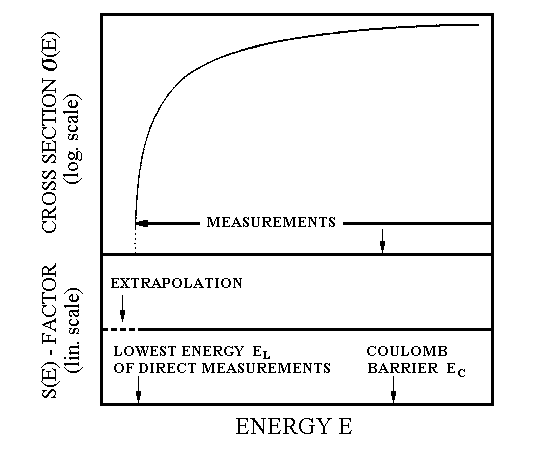 CROSS SECTION σ(E)
(log. scale)
MEASUREMENTS
S(E) - FACTOR
(lin. scale)
EXTRAPOLATION
LOWEST ENERGY E_L
OF DIRECT MEASUREMENTS
COULOMB
BARRIER E_C
ENERGY E